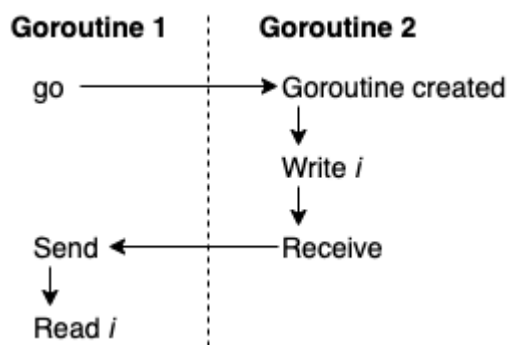 Goroutine 1 Goroutine 2
go Goroutine created
Write i
Send Receive
Read i